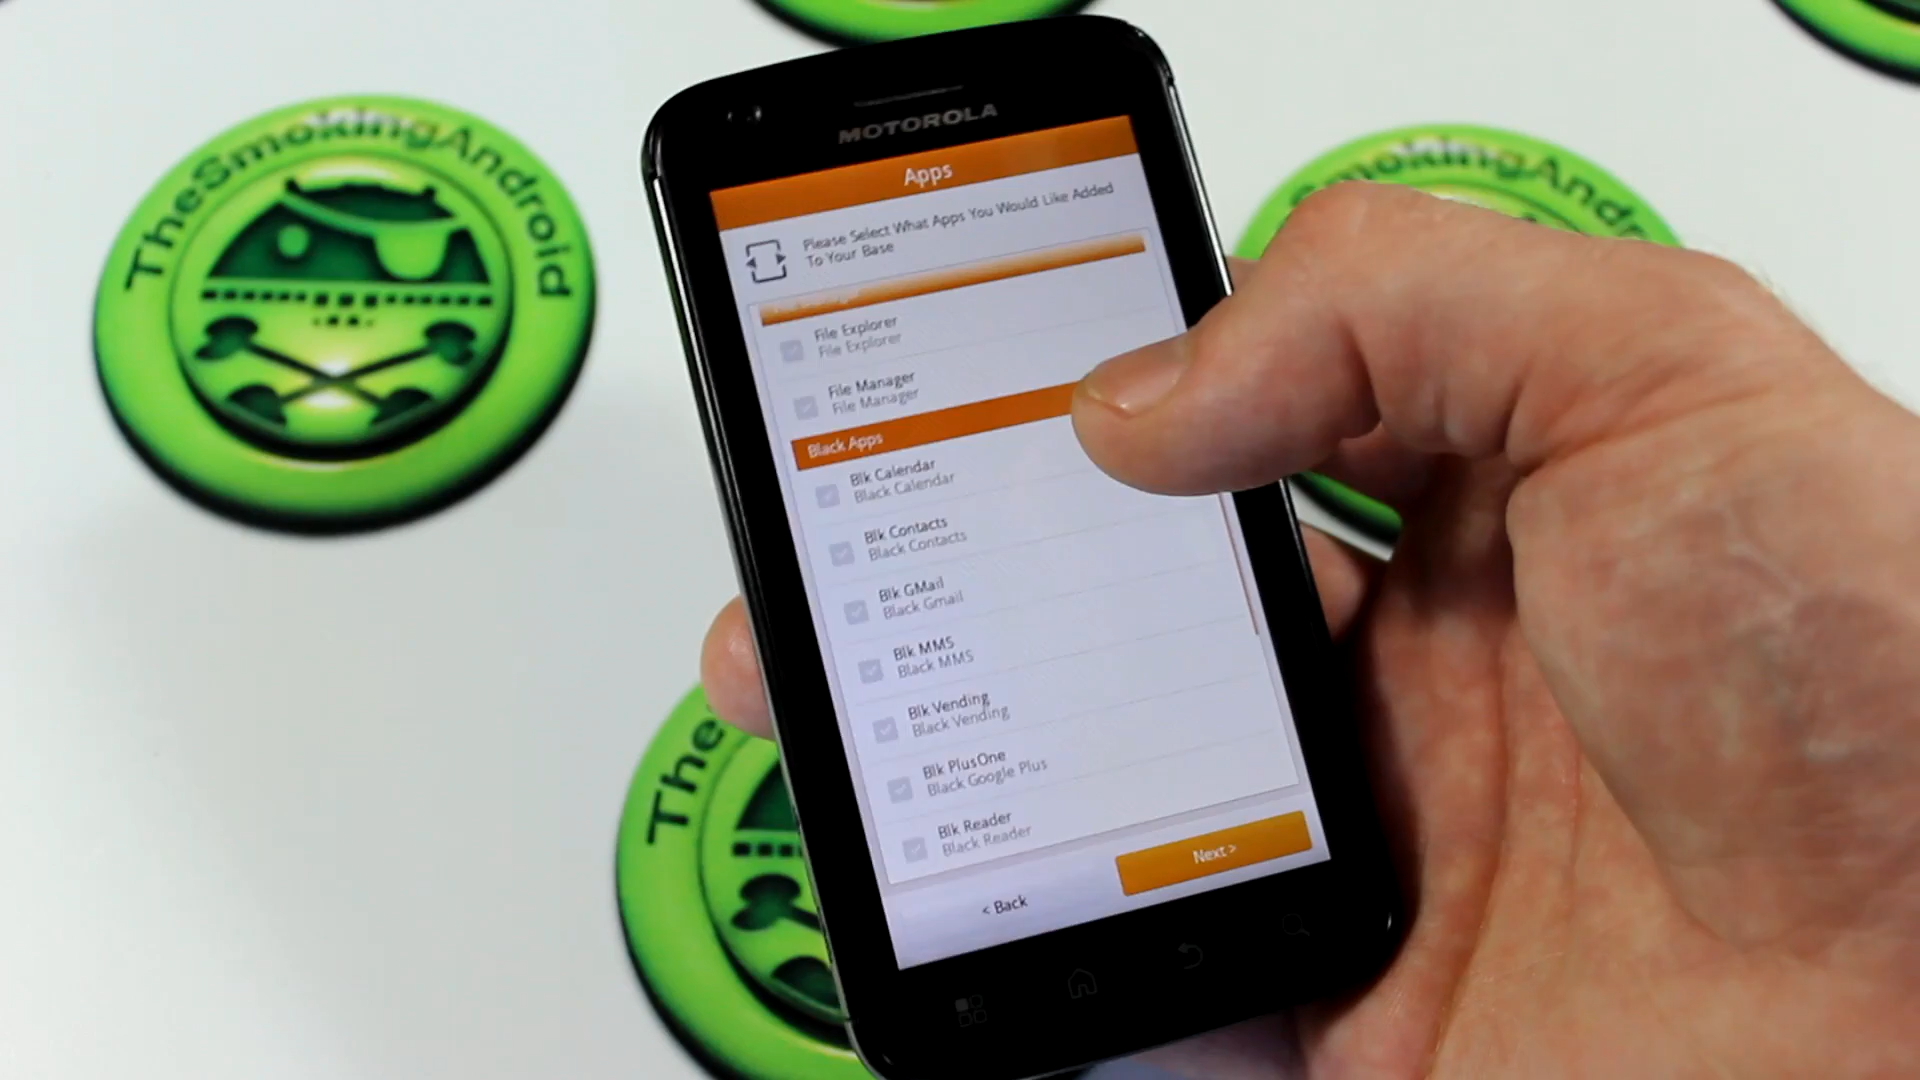 TheSmokingAndroid
SmokingAndro
MOTOROLA
Apps
Please Select What Apps You Would Like Added
To Your Base
File Explorer
File Explorer
File Manager
File Manager
Black Apps
Blk Calendar
Black Calendar
Blk Contacts
Black Contacts
Blk GMail
Black Gmail
Blk MMS
Black MMS
Blk Vending
Black Vending
Blk PlusOne
Black Google Plus
Blk Reader
Black Reader
Next >
< Back
The